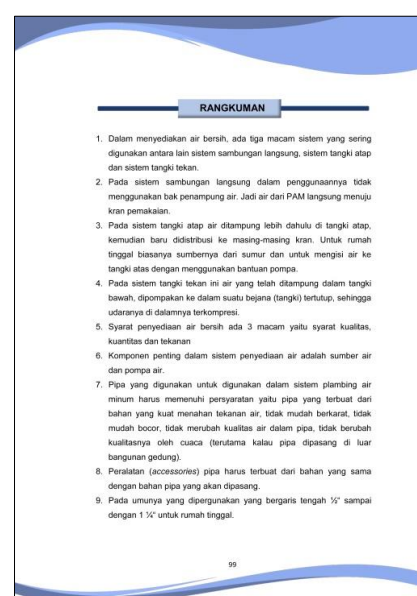 RANGKUMAN
1. Dalam menyediakan air bersih, ada tiga macam sistem yang sering
digunakan antara lain sistem sambungan langsung, sistem tangki atap
dan sistem tangki tekan.
2. Pada sistem sambungan langsung dalam penggunaannya tidak
menggunakan bak penampung air. Jadi air dari PAM langsung menuju
kran pemakaian.
3. Pada sistem tangki atap air ditampung lebih dahulu di tangki atap,
kemudian baru didistribusi ke masing-masing kran. Untuk rumah
tinggal biasanya sumbernya dari sumur dan untuk mengisi air ke
tangki atas dengan menggunakan bantuan pompa.
4. Pada sistem tangki tekan ini air yang telah ditampung dalam tangki
bawah, dipompakan ke dalam suatu bejana (tangki) tertutup, sehingga
udaranya di dalamnya terkompresi.
5. Syarat penyediaan air bersih ada 3 macam yaitu syarat kualitas,
kuantitas dan tekanan
6. Komponen penting dalam sistem penyediaan air adalah sumber air
dan pompa air.
7. Pipa yang digunakan untuk digunakan dalam sistem plambing air
minum harus memenuhi persyaratan yaitu pipa yang terbuat dari
bahan yang kuat menahan tekanan air, tidak mudah berkarat, tidak
mudah bocor, tidak merubah kualitas air dalam pipa, tidak berubah
kualitasnya oleh cuaca (terutama kalau pipa dipasang di luar
bangunan gedung).
8. Peralatan (accessories) pipa harus terbuat dari bahan yang sama
dengan bahan pipa yang akan dipasang.
9. Pada umunya yang dipergunakan yang bergaris tengah ½“ sampai
dengan 1 ¼“ untuk rumah tinggal.
99